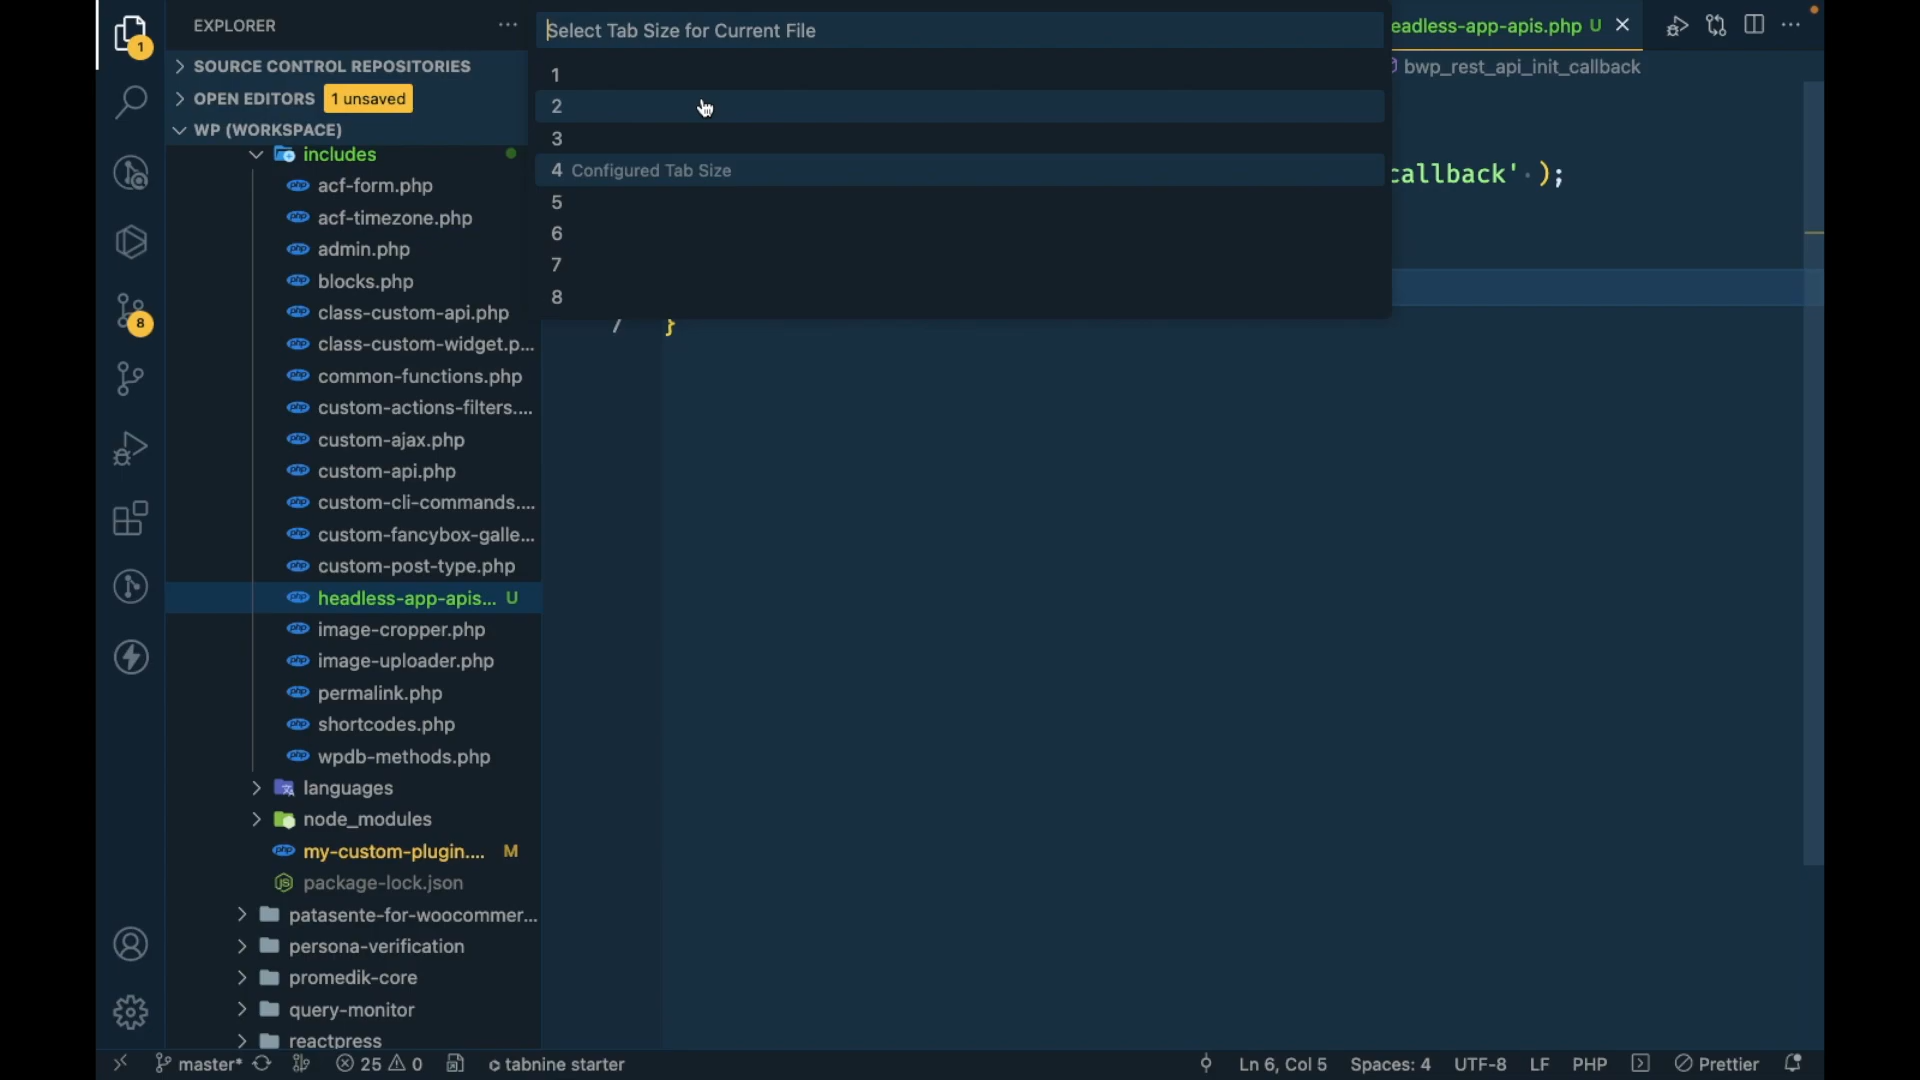 EXPLORER
Select Tab Size for Current File
eadless-app-apis.php U
SOURCE CONTROL REPOSITORIES
bwp_rest_api_init_callback
1
OPEN EDITORS 1 unsaved
2
WP (WORKSPACE)
3
includes
4 Configured Tab Size
callback' );
acf-form.php
5
acf-timezone.php
6
admin.php
7
blocks.php
8
class-custom-api.php
7 }
class-custom-widget.p...
common-functions.php
custom-actions-filters....
custom-ajax.php
custom-api.php
custom-cli-commands....
custom-fancybox-galle...
custom-post-type.php
headless-app-apis... U
image-cropper.php
image-uploader.php
permalink.php
shortcodes.php
wpdb-methods.php
languages
node_modules
my-custom-plugin.... M
package-lock.json
patasente-for-woocommer...
persona-verification
promedik-core
query-monitor
reactpress
1
8
master* 25 0 tabnine starter Ln 6, Col 5 Spaces: 4 UTF-8 LF PHP Prettier